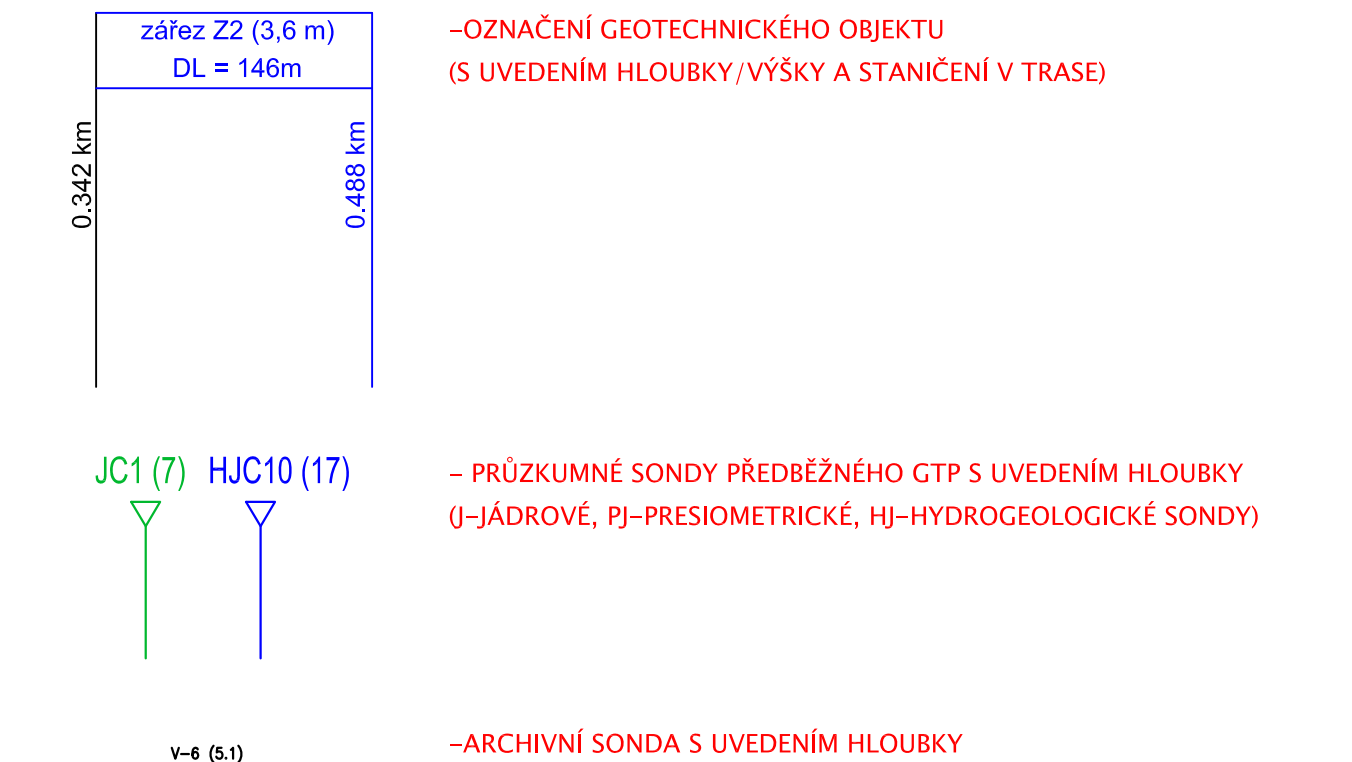 zářez Z2 (3,6 m)
DL = 146m
–OZNAČENÍ GEOTECHNICKÉHO OBJEKTU
(S UVEDENÍM HLOUBKY/VÝŠKY A STANIČENÍ V TRASE)
0.342 km
0.488 km
JC1 (7)
HJC10 (17)
– PRŮZKUMNÉ SONDY PŘEDBĚŽNÉHO GTP S UVEDENÍM HLOUBKY
(J–JÁDROVÉ, PJ–PRESIOMETRICKÉ, HJ–HYDROGEOLOGICKÉ SONDY)
V–6 (5.1)
–ARCHIVNÍ SONDA S UVEDENÍM HLOUBKY